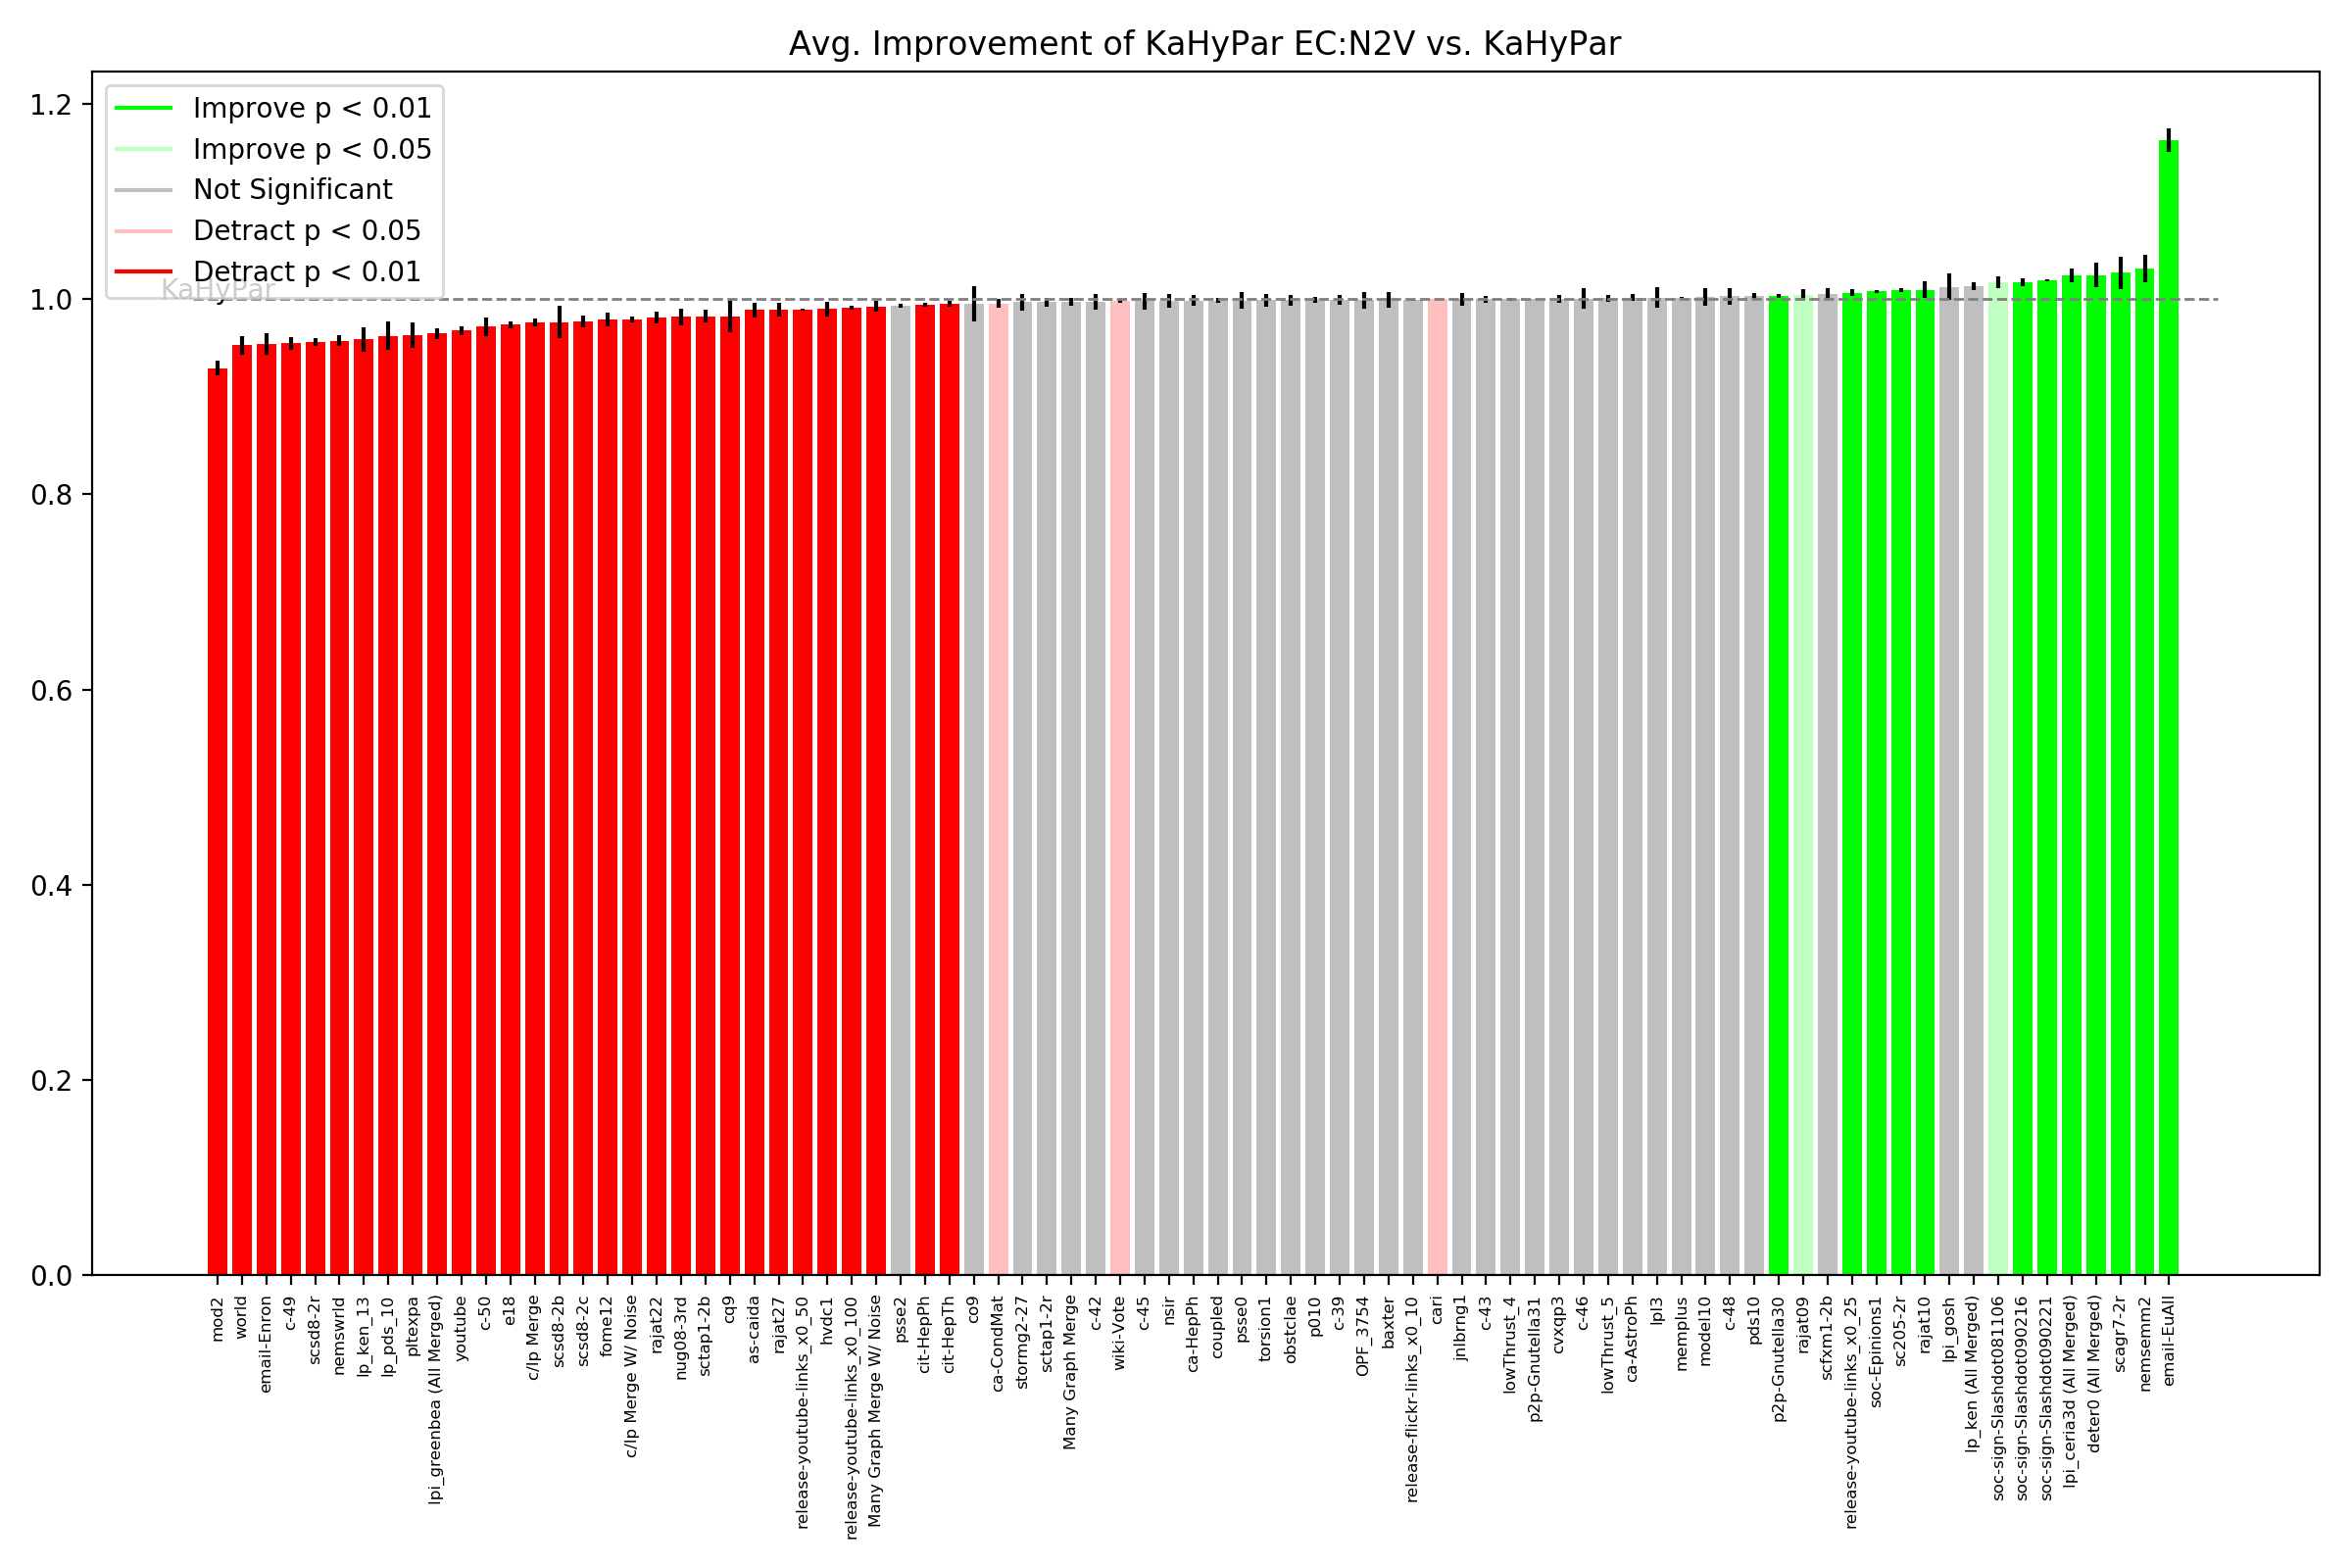 Avg. Improvement of KaHyPar EC:N2V vs. KaHyPar
1.2
1.0
0.8
0.6
0.4
0.2
0.0
Improve p < 0.01
Improve p < 0.05
Not Significant
Detract p < 0.05
Detract p < 0.01
KaHyPar
mod2
world
email-Enron
c-49
scsd8-2r
nemswrld
lp_ken_13
lp_pds_10
pltexpa
lpi_greenbea (All Merged)
youtube
c-50
e18
c/lp Merge
scsd8-2b
scsd8-2c
fome12
c/lp Merge W/ Noise
rajat22
nug08-3rd
sctap1-2b
cq9
as-caida
rajat27
release-youtube-links_x0_50
hvdc1
release-youtube-links_x0_100
Many Graph Merge W/ Noise
psse2
cit-HepPh
cit-HepTh
co9
ca-CondMat
stormg2-27
sctap1-2r
Many Graph Merge
c-42
wiki-Vote
c-45
nsir
ca-HepPh
coupled
psse0
torsion1
obstclae
p010
c-39
OPF_3754
baxter
release-flickr-links_x0_10
cari
jnlbrng1
c-43
lowThrust_4
p2p-Gnutella31
cvxqp3
c-46
lowThrust_5
ca-AstroPh
lpl3
memplus
model10
c-48
pds10
p2p-Gnutella30
rajat09
scfxm1-2b
release-youtube-links_x0_25
soc-Epinions1
sc205-2r
rajat10
lpi_gosh
lp_ken (All Merged)
soc-sign-Slashdot081106
soc-sign-Slashdot090216
soc-sign-Slashdot090221
lpi_ceria3d (All Merged)
deter0 (All Merged)
scagr7-2r
nemsemm2
email-EuAll